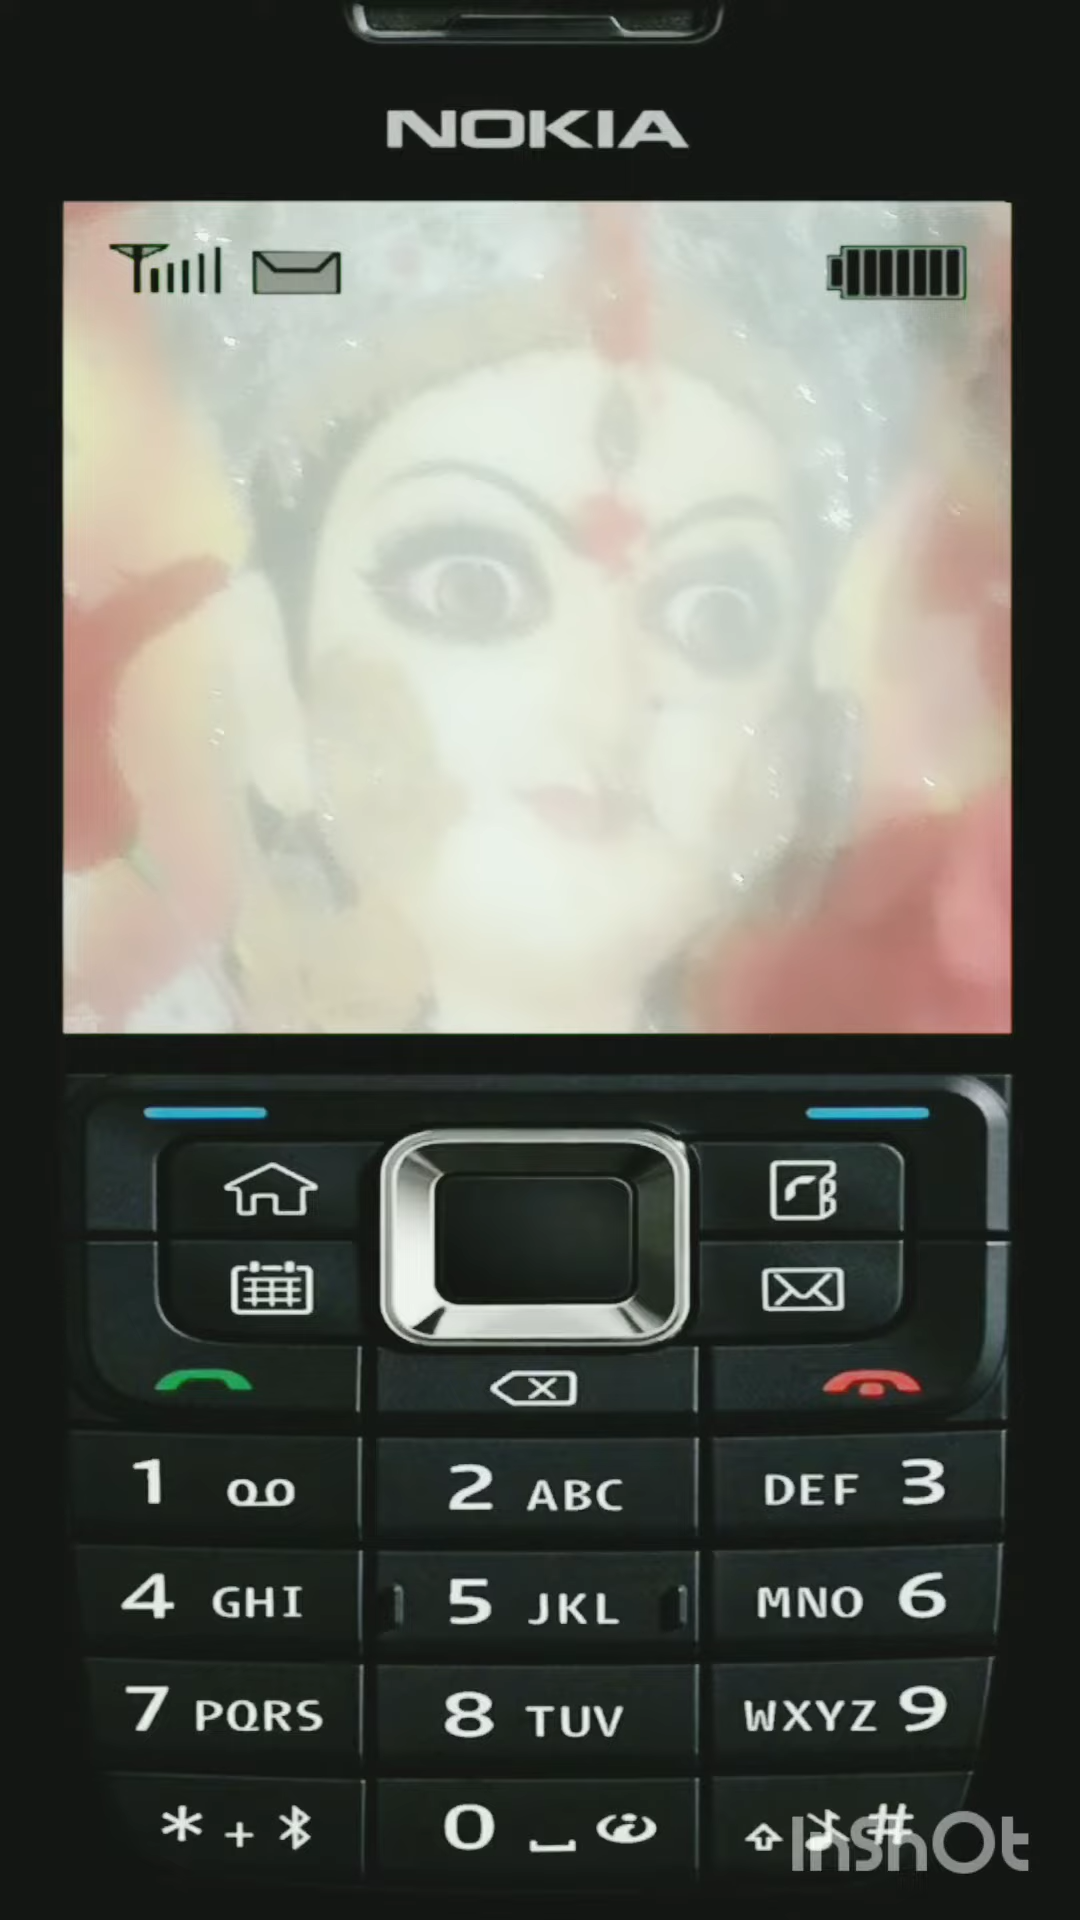 NOKIA
1
2 ABC
DEF 3
4 GHI
5 JKL
MNO 6
7 PQRS
8 TUV
WXYZ 9
* +
0
#
InShOt